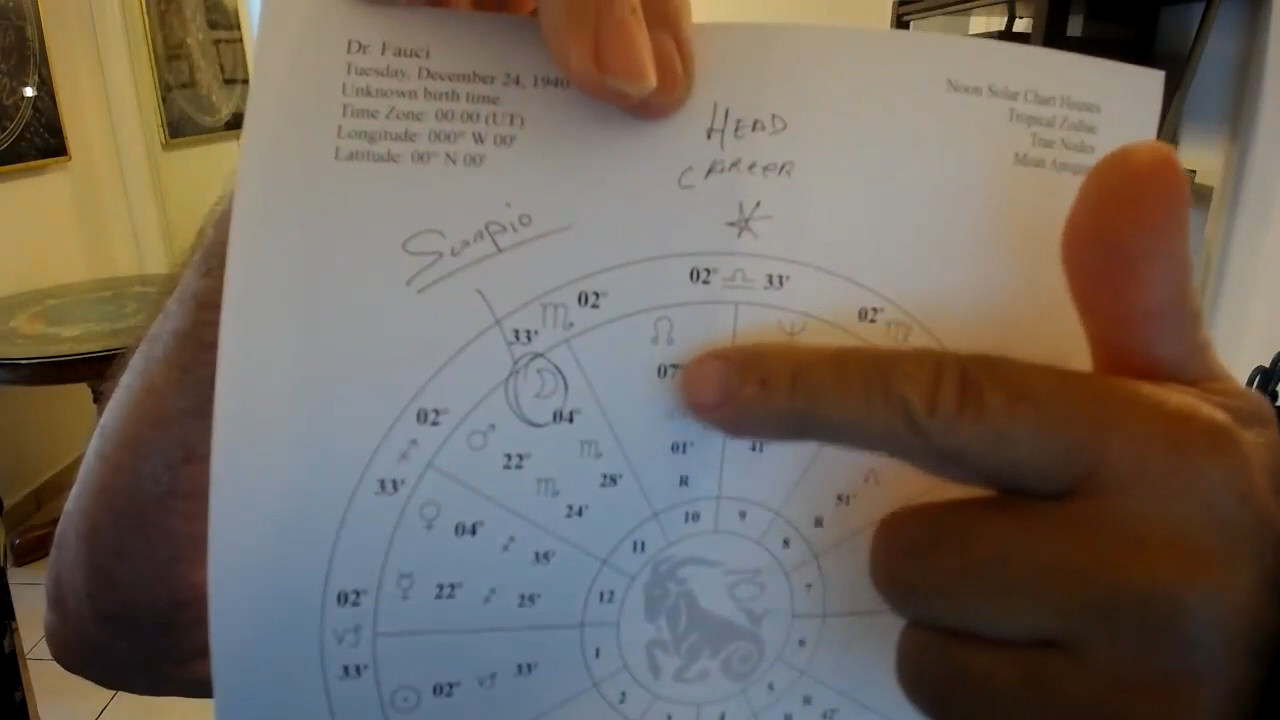 Dr. Fauci
Tuesday, December 24, 1940
Unknown birth time
Time Zone: 00:00 (UT)
Longitude: 000° W 00'
Latitude: 00° N 00'
Noon Solar Chart Houses
Tropical Zodiac
True Nodes
Mean
HEAD
CAREER
Scorpio
02° ♎ 33'
33' ♏ 02°
02° ♍
☊
♆
07°
01'
R
41'
☽
04°
♏
28'
♂
22°
♏
24'
02°
♐
33'
♀ 04° ♐ 35'
☿ 22° ♐ 25'
02°
♑
33'
☉ 02° ♑ 33'
♌
51'
R
10 9
11 8
12 7
1 6
2 5
3 4
♑
R
R 47'